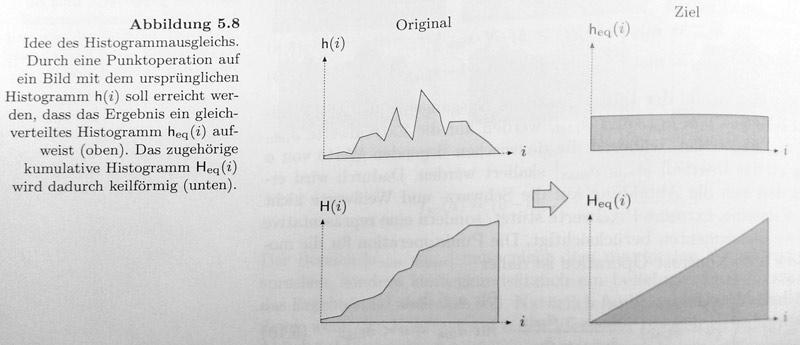 Abbildung 5.8
Idee des Histogrammausgleichs.
Durch eine Punktoperation auf
ein Bild mit dem ursprünglichen
Histogramm h(i) soll erreicht wer-
den, dass das Ergebnis ein gleich-
verteiltes Histogramm heq(i) auf-
weist (oben). Das zugehörige
kumulative Histogramm Heq(i)
wird dadurch keilförmig (unten).
Original
Ziel
h(i)
heq(i)
i
i
H(i)
Heq(i)
i
i